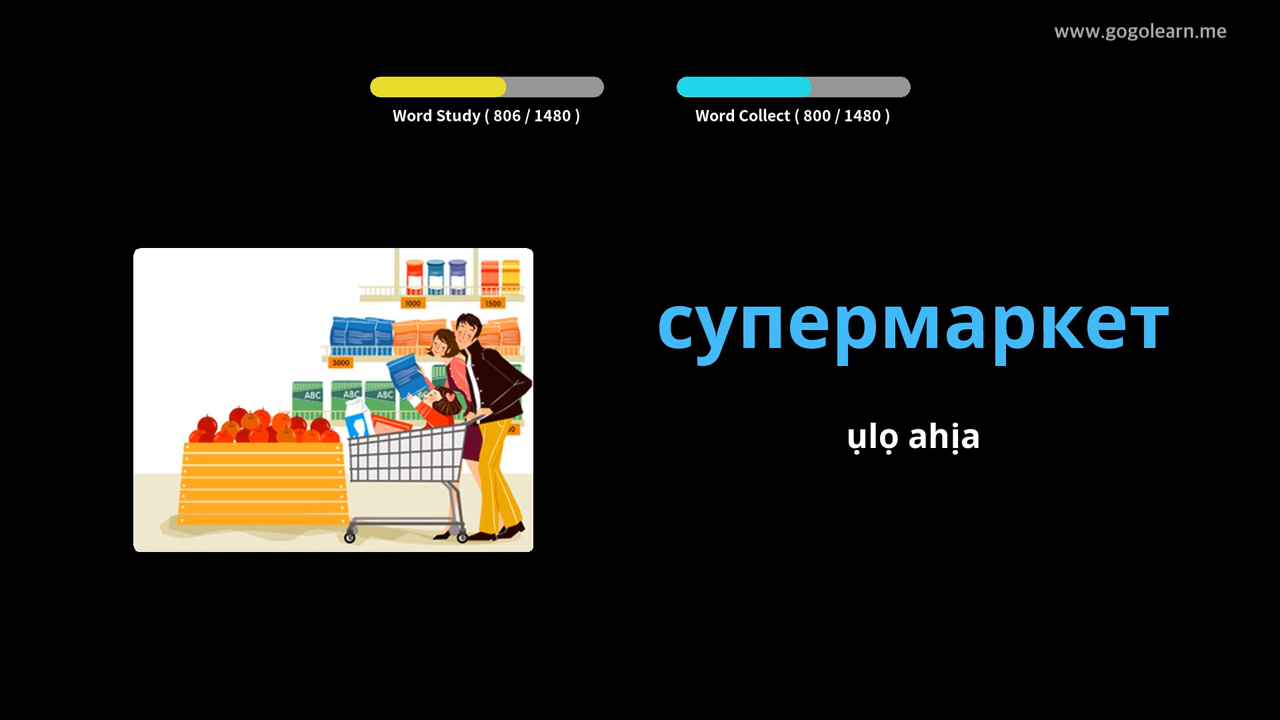 www.gogolearn.me
Word Study ( 806 / 1480 )
Word Collect ( 800 / 1480 )
1000
1500
3000
ABC
ABC
ABC
супермаркет
ụlọ ahịa